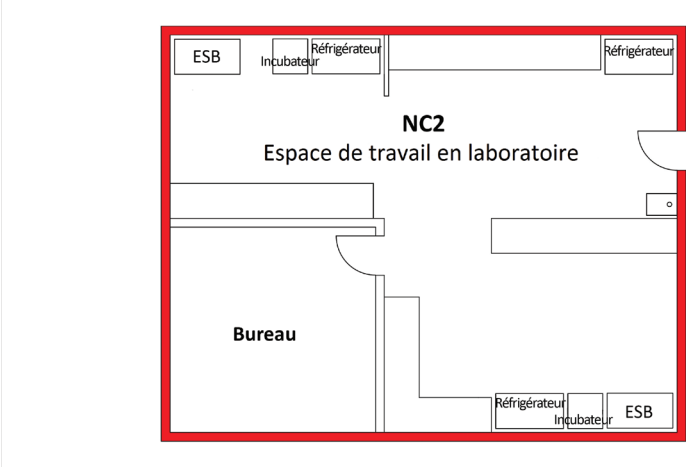 ESB
Incubateur
Réfrigérateur
Réfrigérateur
NC2
Espace de travail en laboratoire
Bureau
Réfrigérateur
Incubateur
ESB